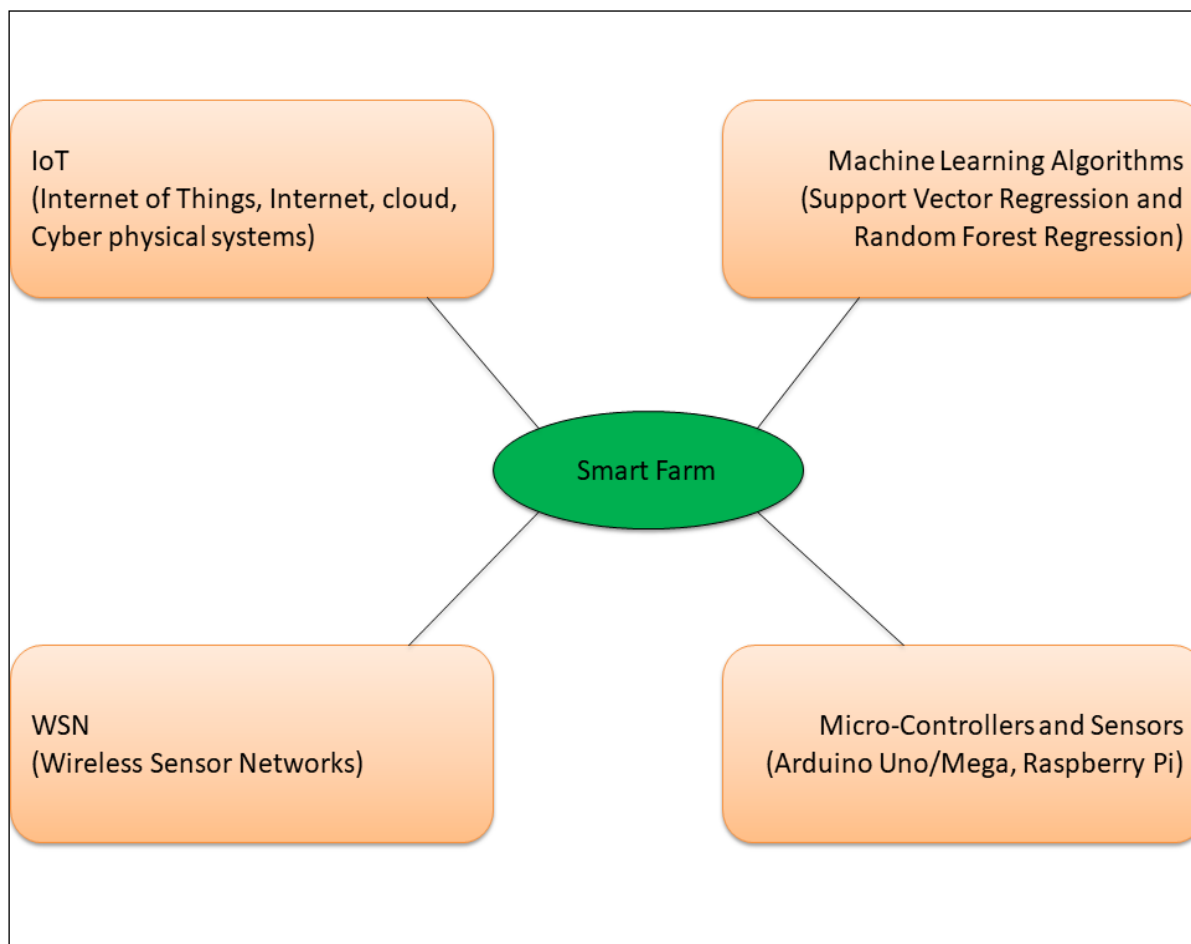 IoT
(Internet of Things, Internet, cloud,
Cyber physical systems)
Machine Learning Algorithms
(Support Vector Regression and
Random Forest Regression)
Smart Farm
WSN
(Wireless Sensor Networks)
Micro-Controllers and Sensors
(Arduino Uno/Mega, Raspberry Pi)